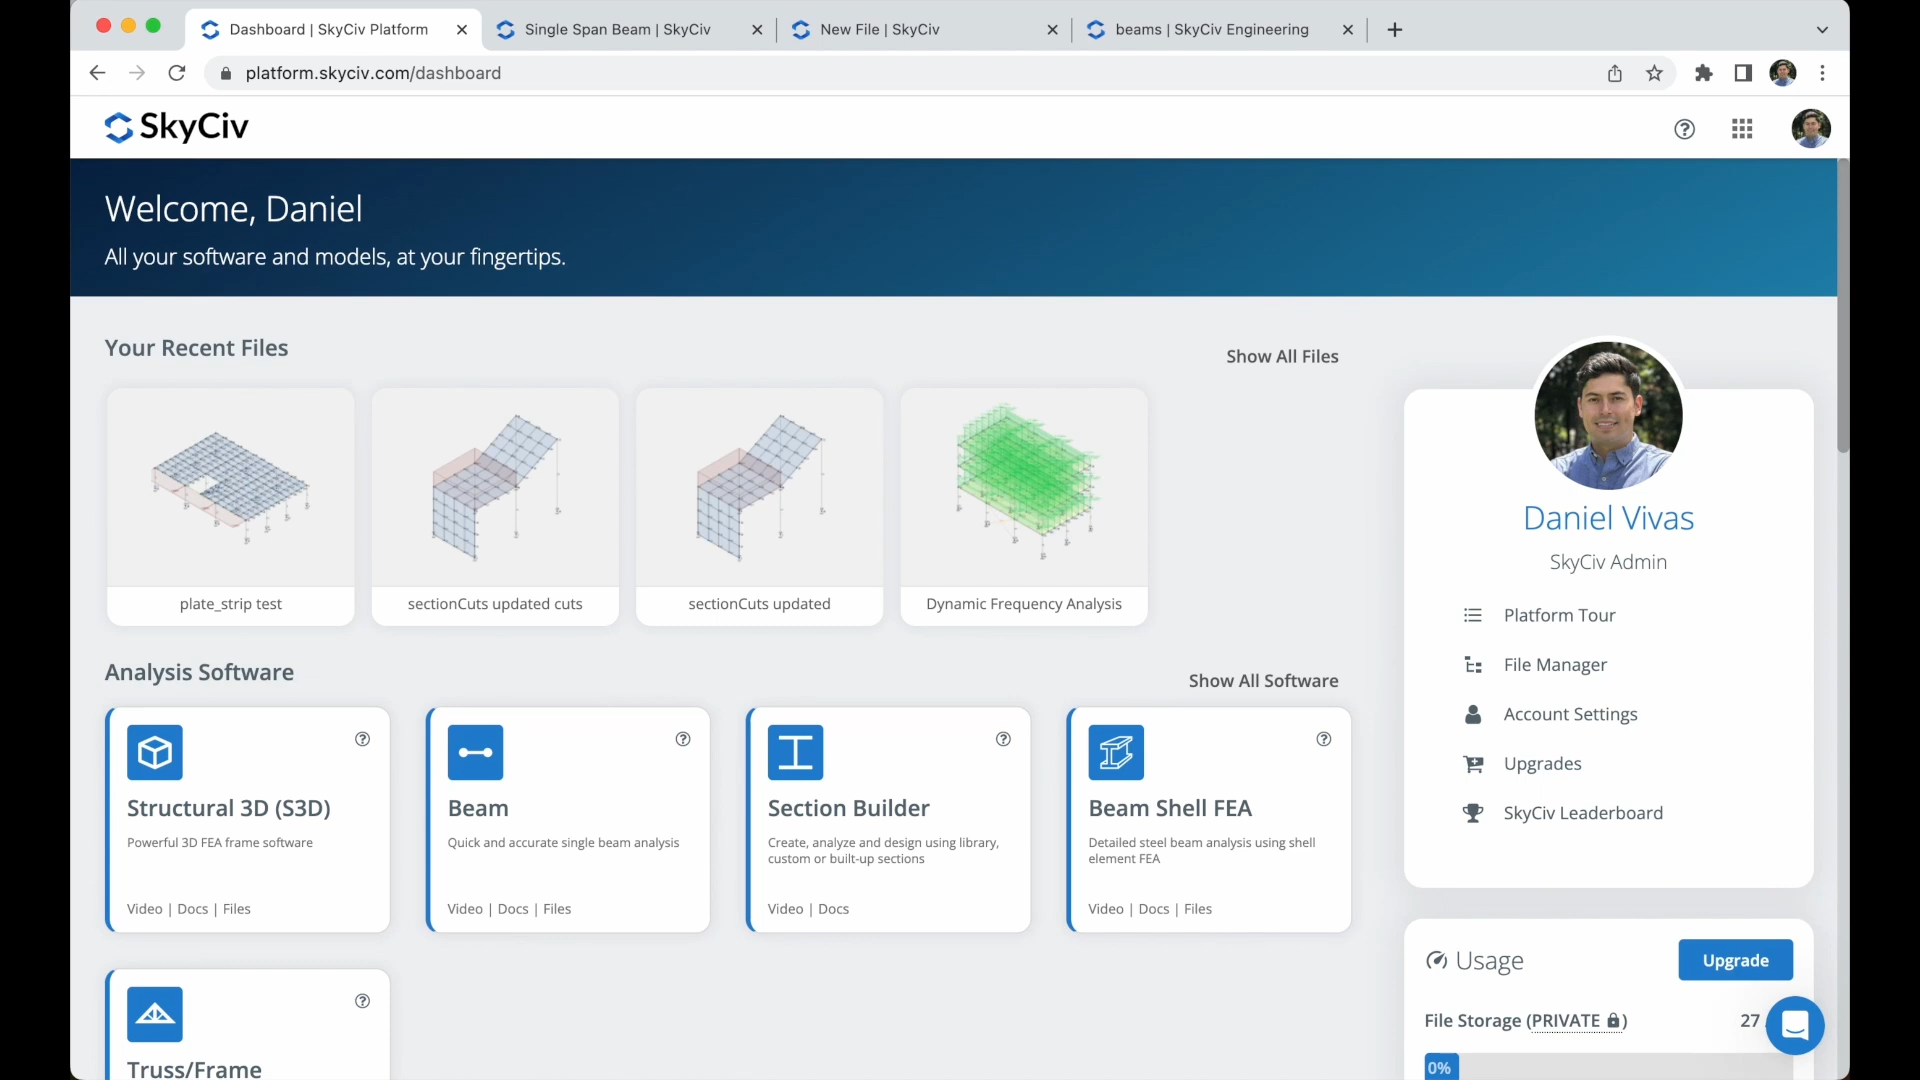 Dashboard | SkyCiv Platform
Single Span Beam | SkyCiv
New File | SkyCiv
beams | SkyCiv Engineering
platform.skyciv.com/dashboard
SkyCiv
Welcome, Daniel
All your software and models, at your fingertips.
Your Recent Files
Show All Files
plate_strip test
sectionCuts updated cuts
sectionCuts updated
Dynamic Frequency Analysis
Analysis Software
Show All Software
Structural 3D (S3D)
Powerful 3D FEA frame software
Video | Docs | Files
Beam
Quick and accurate single beam analysis
Video | Docs | Files
Section Builder
Create, analyze and design using library,
custom or built-up sections
Video | Docs
Beam Shell FEA
Detailed steel beam analysis using shell
element FEA
Video | Docs | Files
Truss/Frame
Daniel Vivas
SkyCiv Admin
Platform Tour
File Manager
Account Settings
Upgrades
SkyCiv Leaderboard
Usage
Upgrade
File Storage (PRIVATE)
27
0%